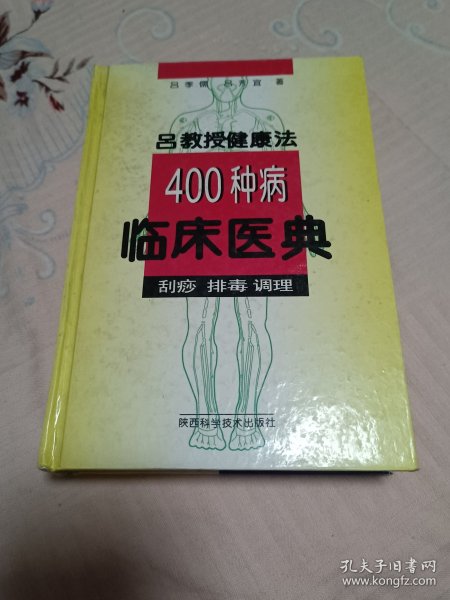 吕季儒 吕秀宜 著
吕教授健康法
400种病
临床医典
刮痧 排毒 调理
陕西科学技术出版社
孔夫子旧书网
www.kongfz.com